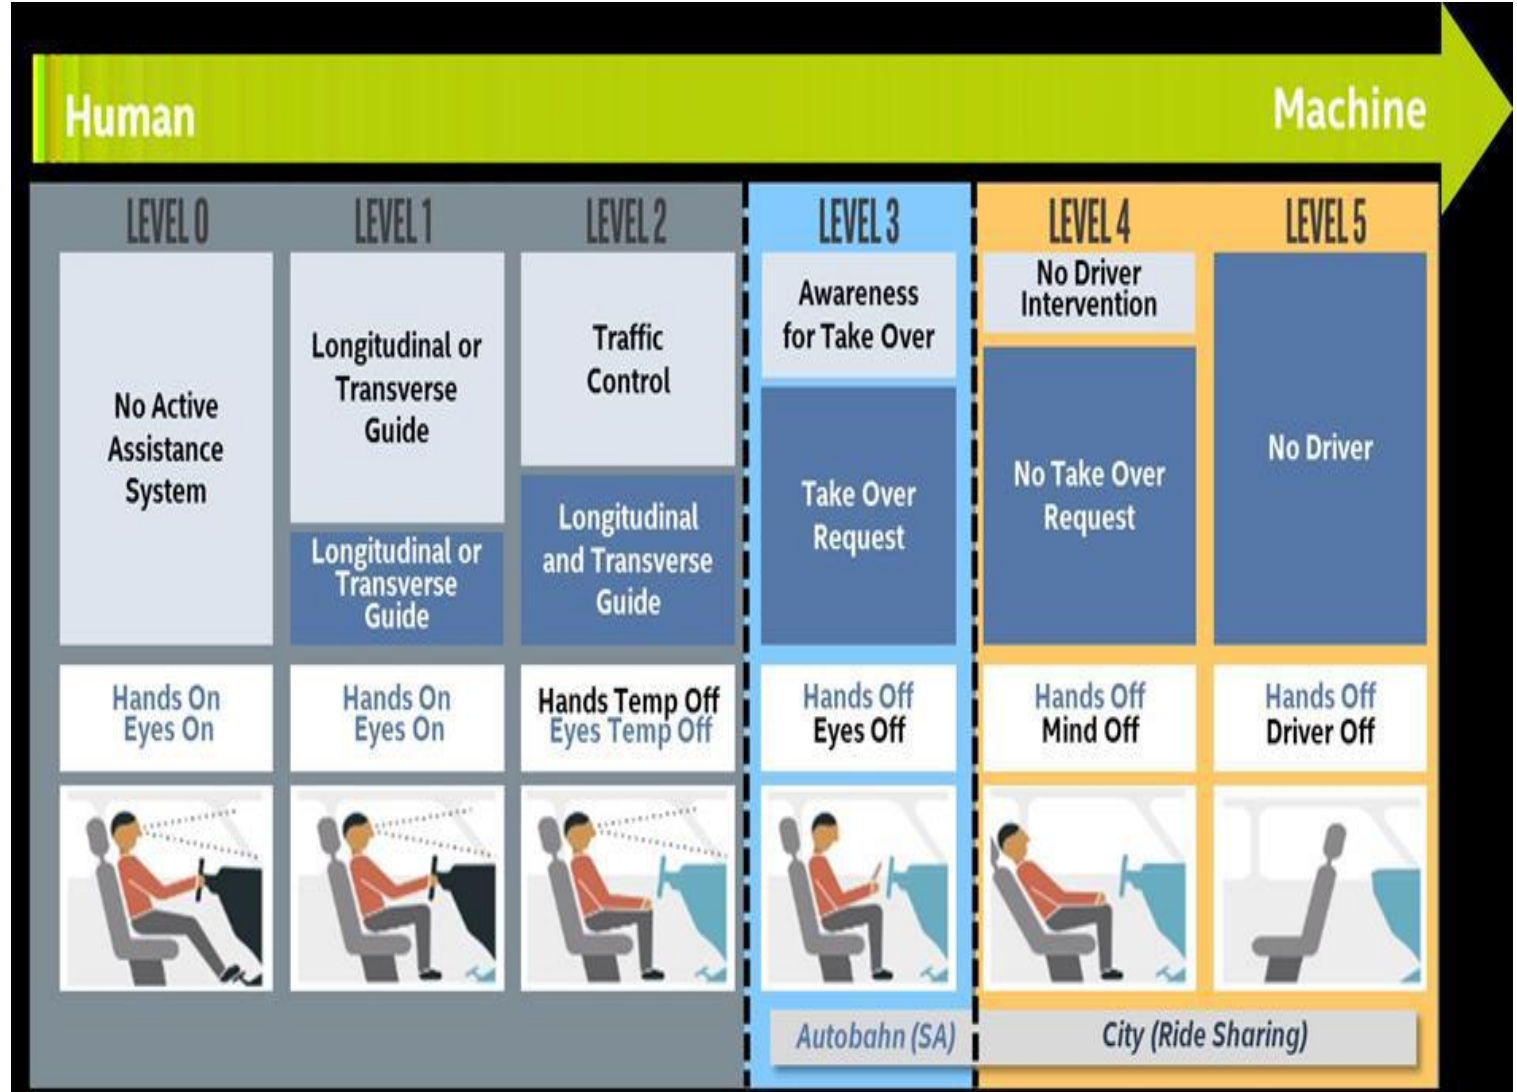 Human
Machine
LEVEL 0
LEVEL 1
LEVEL 2
LEVEL 3
LEVEL 4
LEVEL 5
No Active
Assistance
System
Longitudinal or
Transverse
Guide
Longitudinal or
Transverse
Guide
Traffic
Control
Longitudinal
and Transverse
Guide
Awareness
for Take Over
Take Over
Request
No Driver
Intervention
No Take Over
Request
No Driver
Hands On
Eyes On
Hands On
Eyes On
Hands Temp Off
Eyes Temp Off
Hands Off
Eyes Off
Hands Off
Mind Off
Hands Off
Driver Off
Autobahn (SA)
City (Ride Sharing)